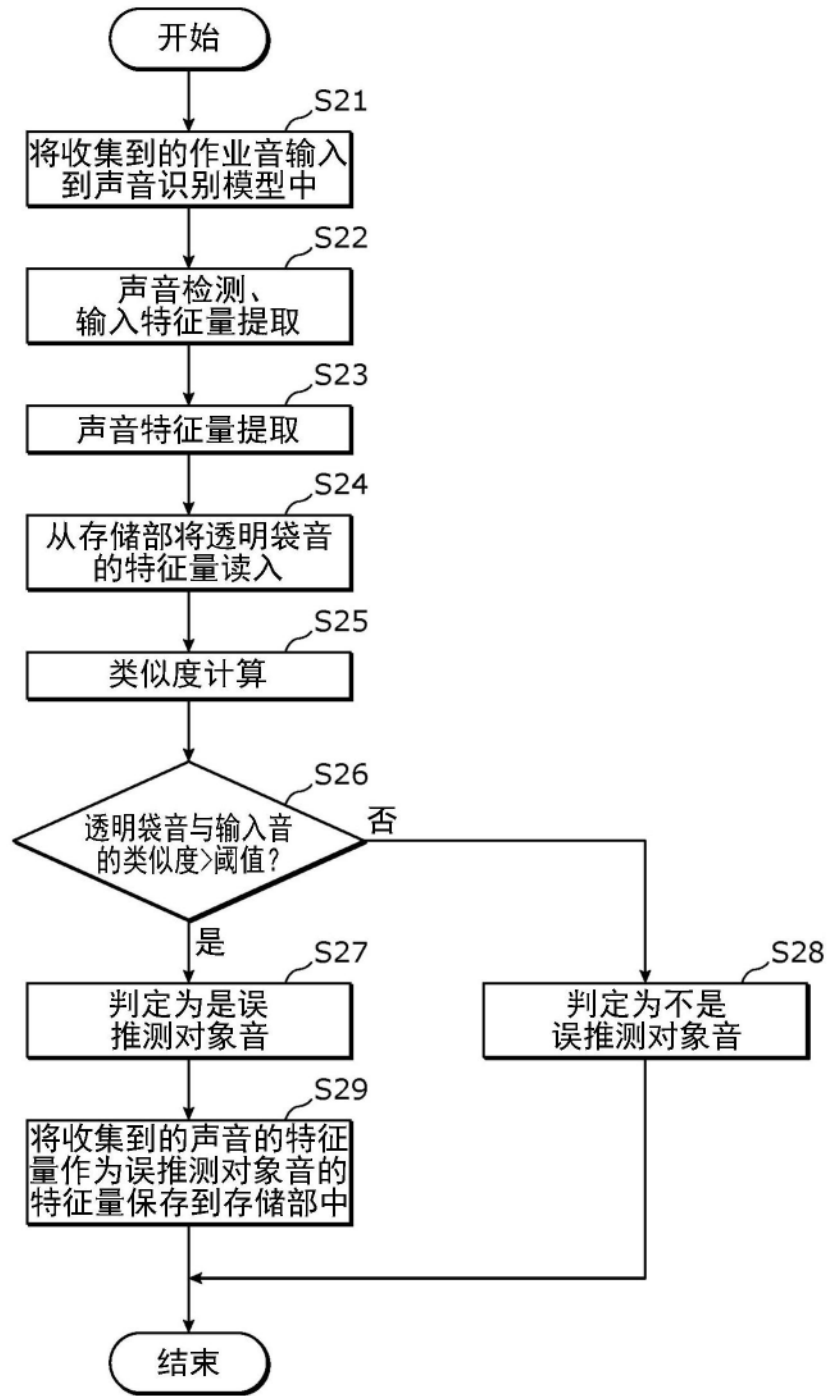 开始
S21
将收集到的作业音输入
到声音识别模型中
S22
声音检测、
输入特征量提取
S23
声音特征量提取
S24
从存储部将透明袋音
的特征量读入
S25
类似度计算
S26
透明袋音与输入音
的类似度>阈值？
否
是
S27
判定为是误
推测对象音
S28
判定为不是
误推测对象音
S29
将收集到的声音的特征
量作为误推测对象音的
特征量保存到存储部中
结束